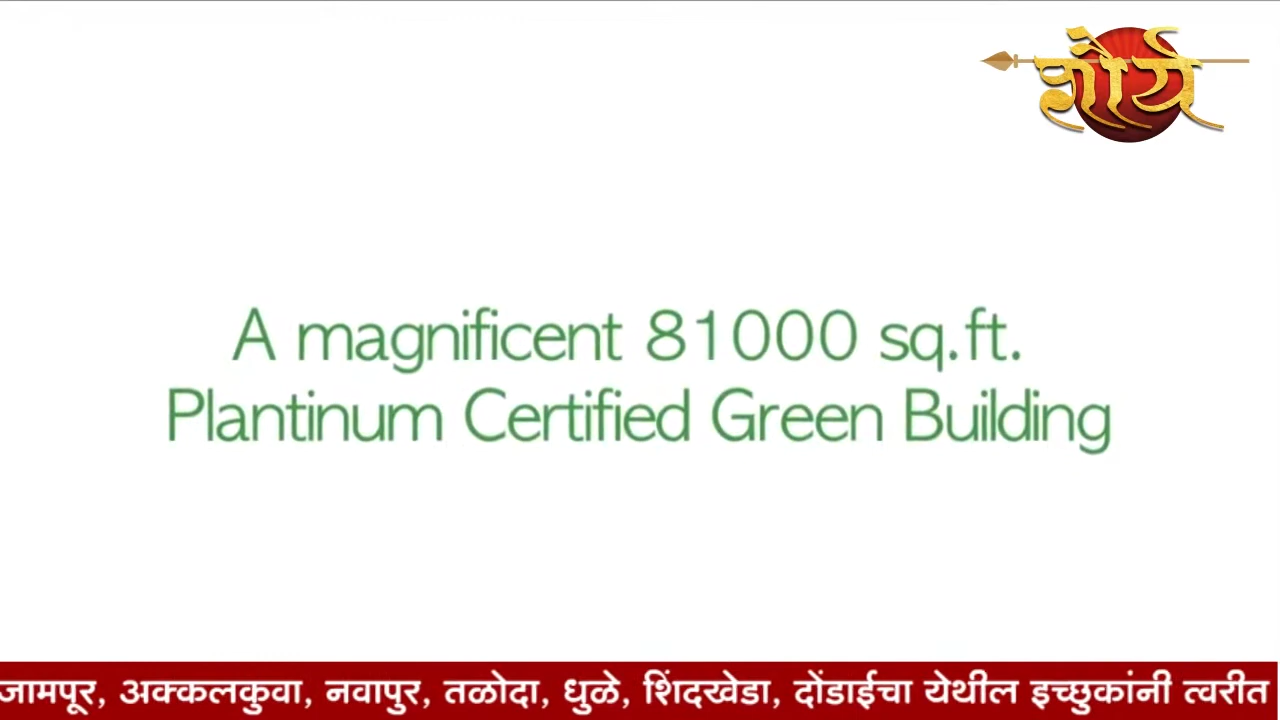 शौर्य
A magnificent 81000 sq.ft.
Plantinum Certified Green Building
जामपूर, अक्कलकुवा, नवापुर, तळोदा, धुळे, शिंदखेडा, दोंडाईचा येथील इच्छुकांनी त्वरीत